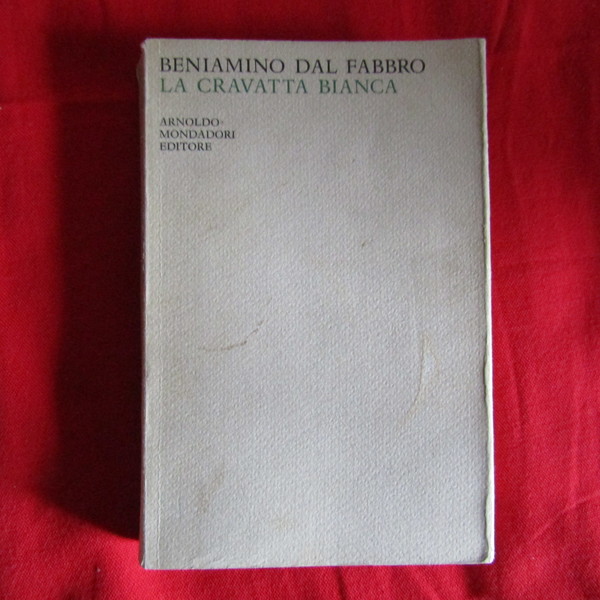 BENIAMINO DAL FABBRO
LA CRAVATTA BIANCA
ARNOLDO
MONDADORI
EDITORE